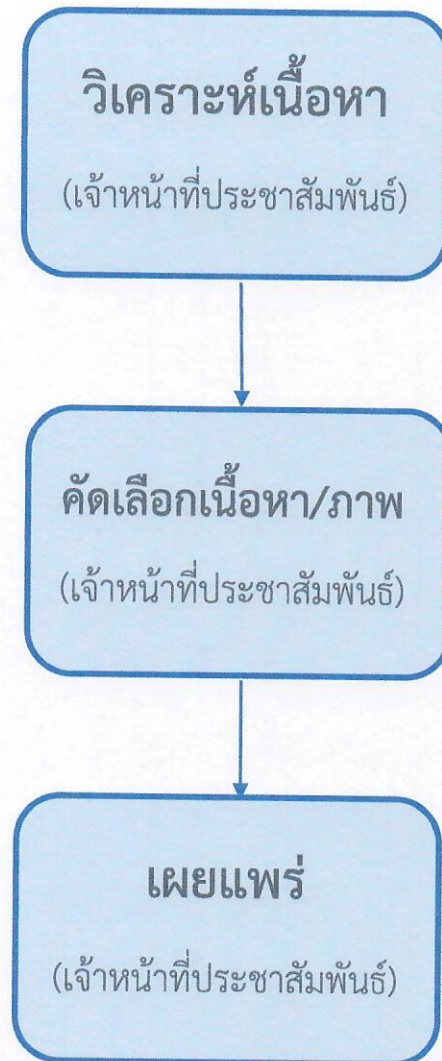 วิเคราะห์เนื้อหา
(เจ้าหน้าที่ประชาสัมพันธ์)
คัดเลือกเนื้อหา/ภาพ
(เจ้าหน้าที่ประชาสัมพันธ์)
เผยแพร่
(เจ้าหน้าที่ประชาสัมพันธ์)